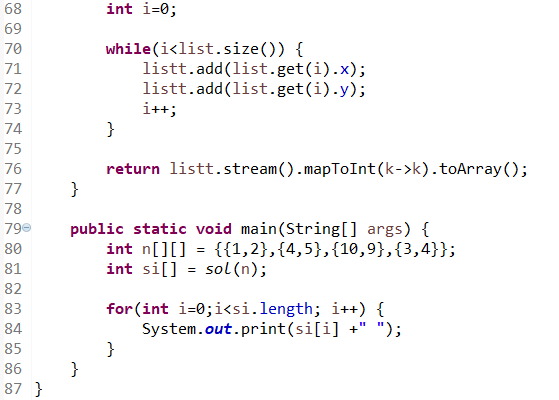 68 int i=0;
69
70 while(i<list.size()) {
71 listt.add(list.get(i).x);
72 listt.add(list.get(i).y);
73 i++;
74 }
75
76 return listt.stream().mapToInt(k->k).toArray();
77 }
78
79 public static void main(String[] args) {
80 int n[][] = {{1,2},{4,5},{10,9},{3,4}};
81 int si[] = sol(n);
82
83 for(int i=0;i<si.length; i++) {
84 System.out.print(si[i] +" ");
85 }
86 }
87 }